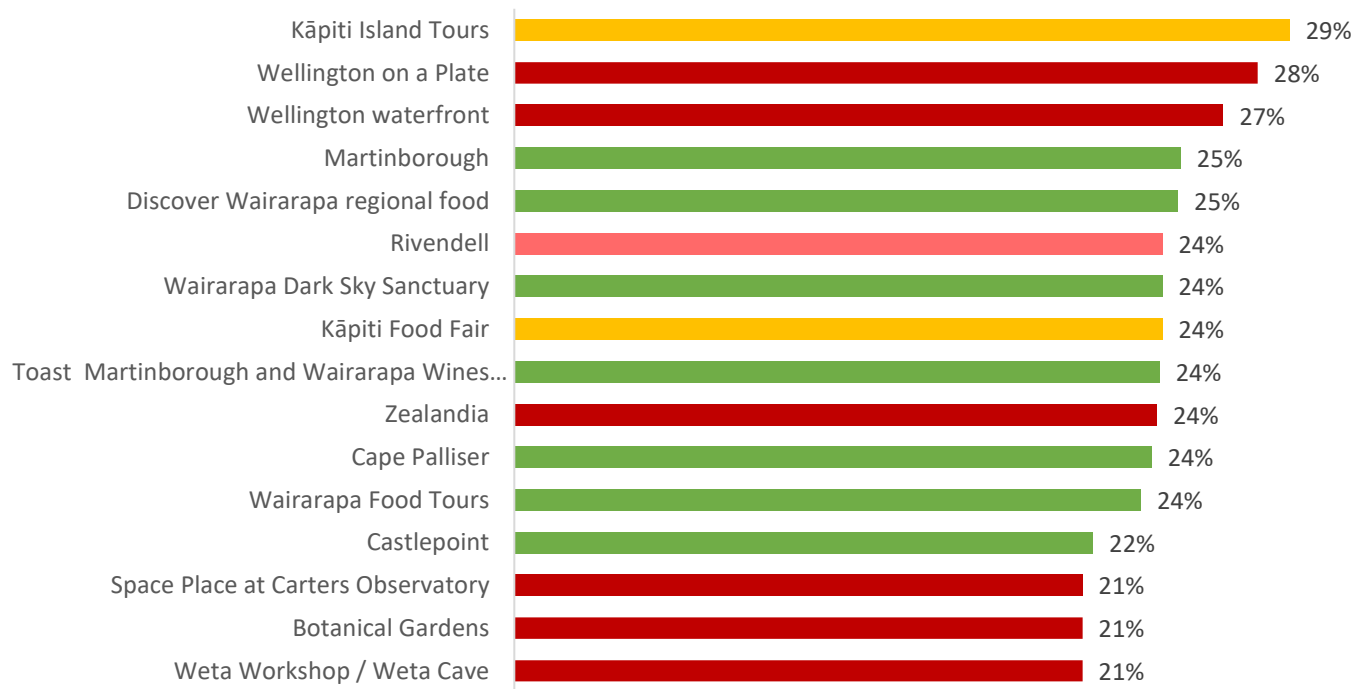 Kāpiti Island Tours 29%
Wellington on a Plate 28%
Wellington waterfront 27%
Martinborough 25%
Discover Wairarapa regional food 25%
Rivendell 24%
Wairarapa Dark Sky Sanctuary 24%
Kāpiti Food Fair 24%
Toast  Martinborough and Wairarapa Wines... 24%
Zealandia 24%
Cape Palliser 24%
Wairarapa Food Tours 24%
Castlepoint 22%
Space Place at Carters Observatory 21%
Botanical Gardens 21%
Weta Workshop / Weta Cave 21%